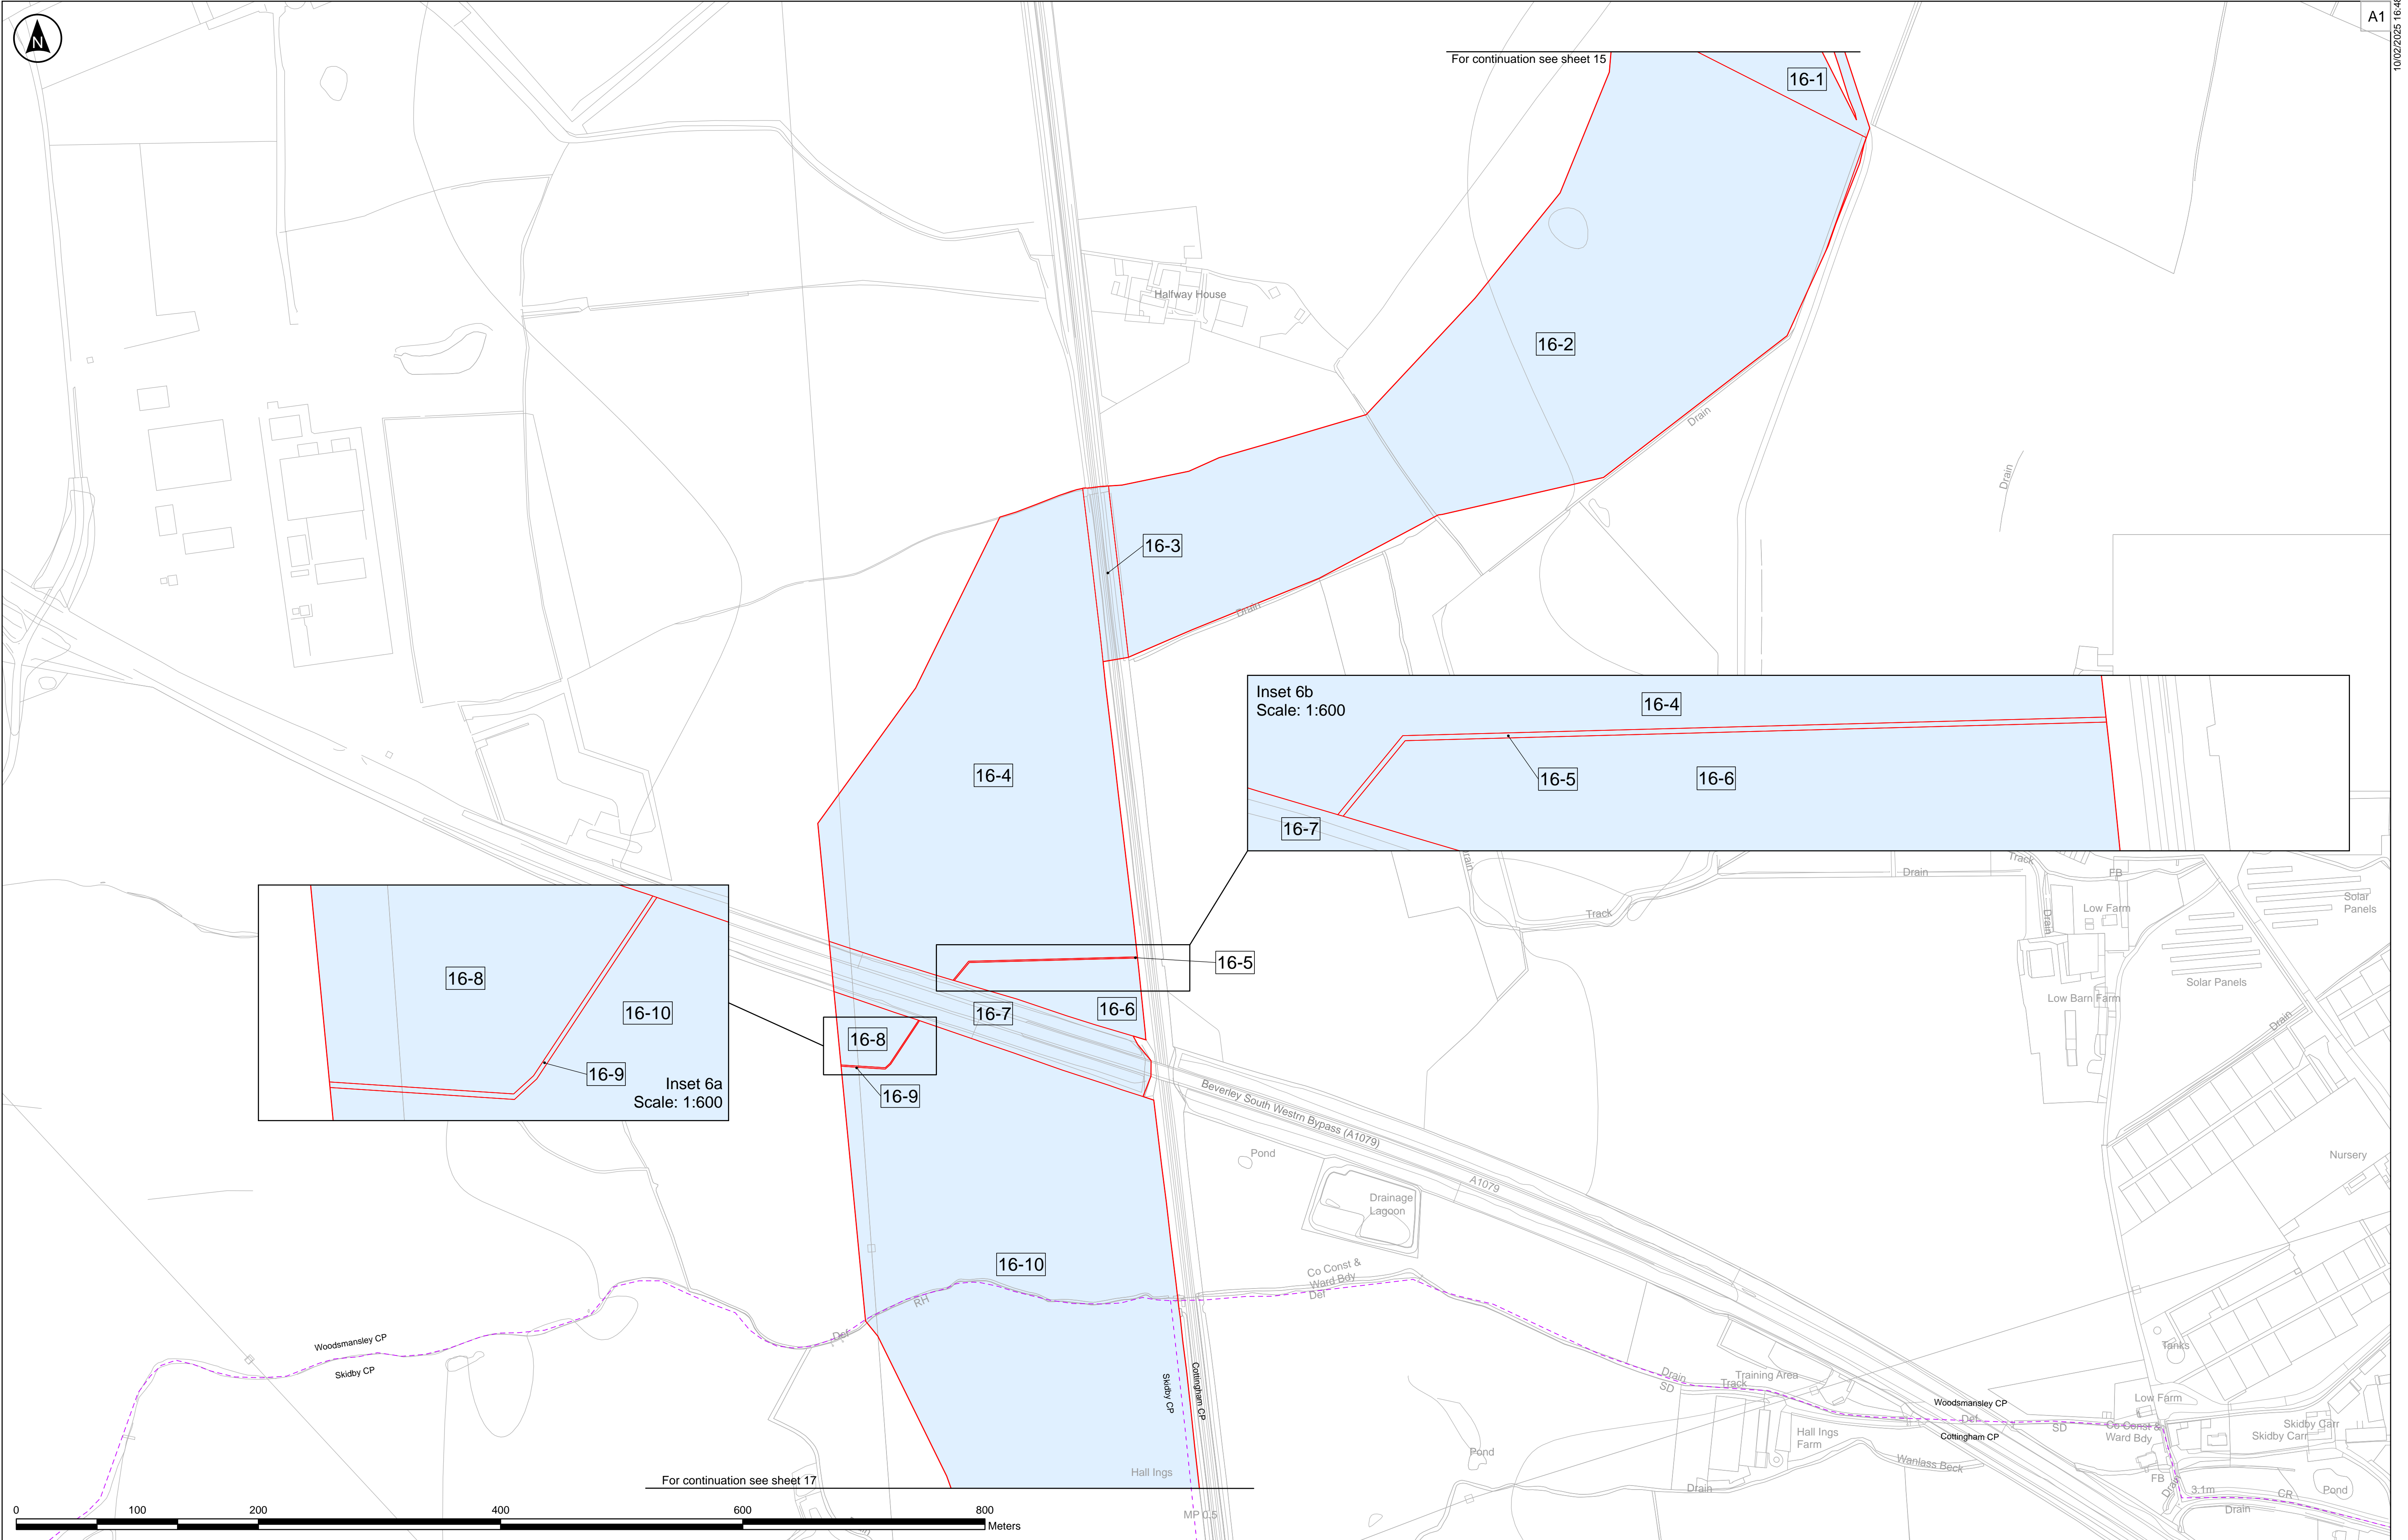 A1
10/02/2025 16:48
N
For continuation see sheet 15
16-1
Halfway House
16-2
Drain
Drain
16-3
Drain
Inset 6b
Scale: 1:600
16-4
16-5
16-6
16-7
16-4
Track
Drain
Track
FB
Low Farm
Drain
Solar
Panels
Solar Panels
Low Barn Farm
Drain
16-8
16-10
16-9
Inset 6a
Scale: 1:600
16-5
16-6
16-7
16-8
16-9
Beverley South Westrn Bypass (A1079)
A1079
Pond
Drainage
Lagoon
Nursery
16-10
Co Const &
Ward Bdy
Def
RH
Def
Woodsmansley CP
Skidby CP
Skidby CP
Cottingham CP
Drain
SD
Track
Training Area
Tanks
Low Farm
Woodsmansley CP
Def
Cottingham CP
SD
Co Const &
Ward Bdy
Skidby Carr
Skidby Carr
Hall Ings
Farm
Wanlass Beck
Pond
Drain
FB
Drain
3.1m
CR
Pond
Drain
Hall Ings
For continuation see sheet 17
MP 0.5
0 100 200 400 600 800
Meters